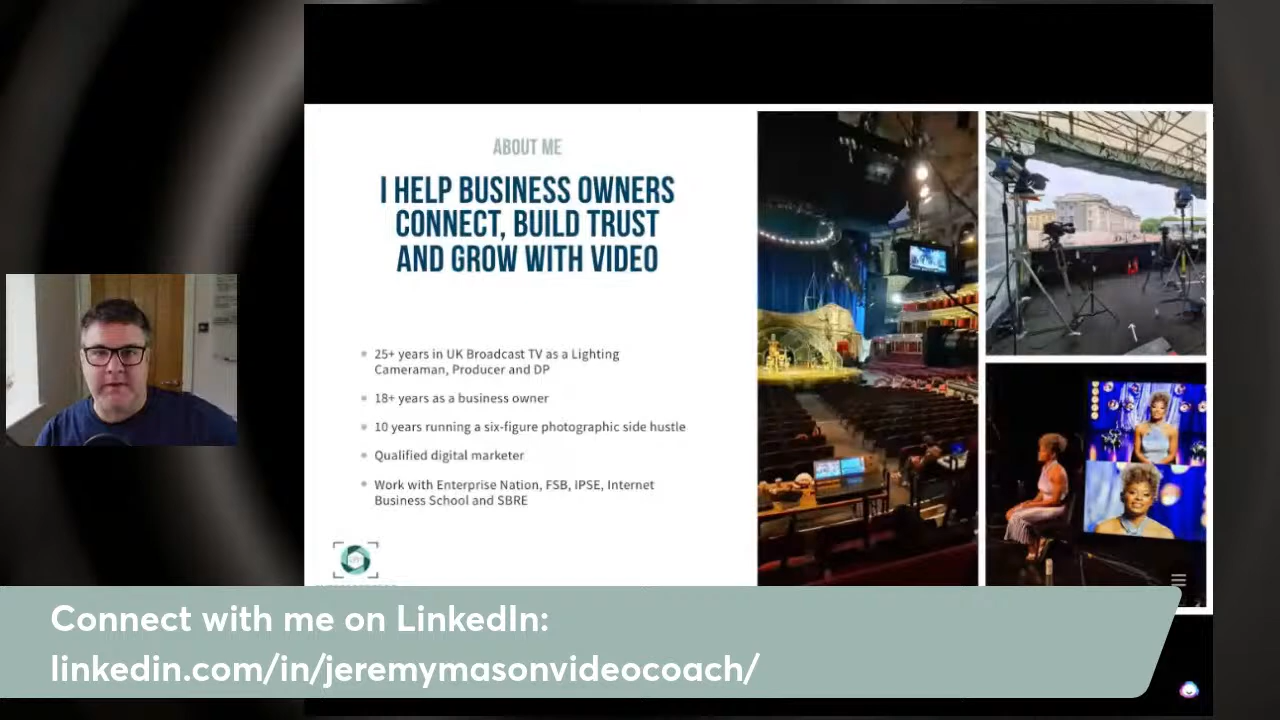 ABOUT ME
I HELP BUSINESS OWNERS
CONNECT, BUILD TRUST
AND GROW WITH VIDEO
25+ years in UK Broadcast TV as a Lighting
Cameraman, Producer and DP
18+ years as a business owner
10 years running a six-figure photographic side hustle
Qualified digital marketer
Work with Enterprise Nation, FSB, IPSE, Internet
Business School and SBRE
Connect with me on LinkedIn:
linkedin.com/in/jeremymasonvideocoach/